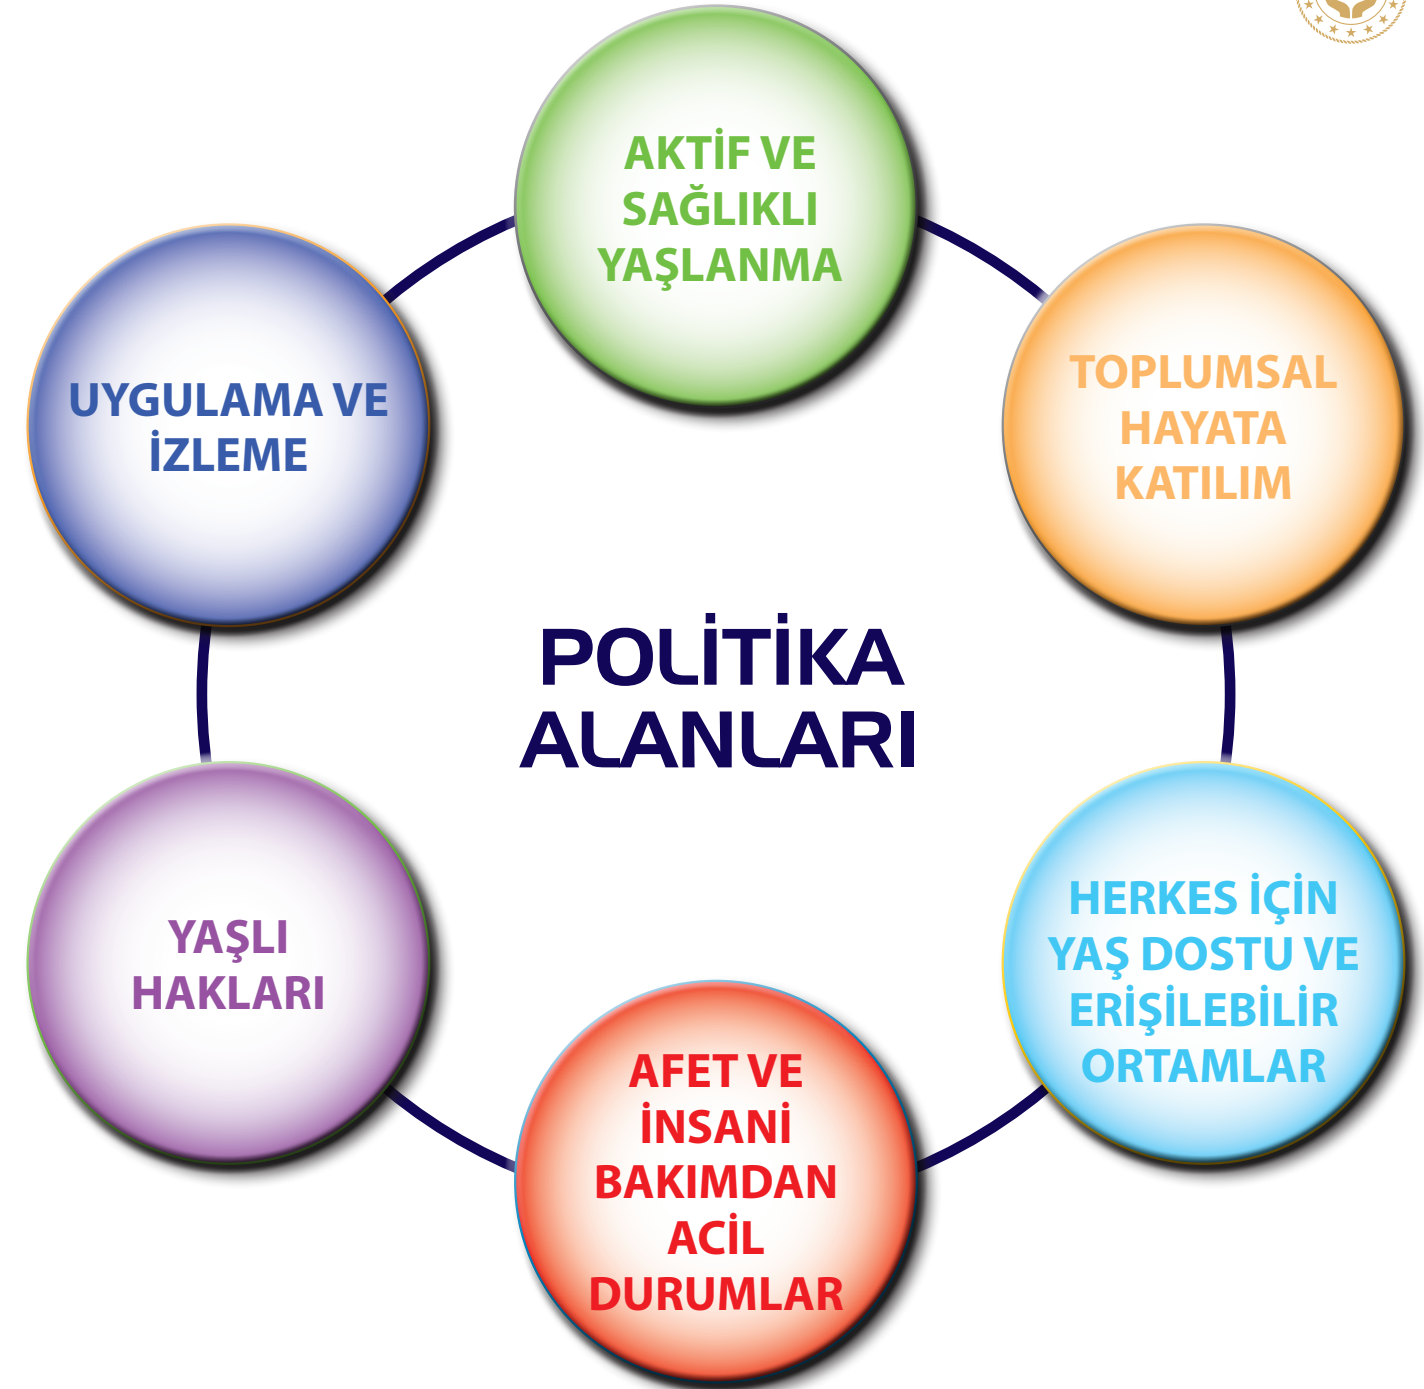 AKTİF VE
SAĞLIKLI
YAŞLANMA
TOPLUMSAL
HAYATA
KATILIM
HERKES İÇİN
YAŞ DOSTU VE
ERİŞİLEBİLİR
ORTAMLAR
AFET VE
İNSANİ
BAKIMDAN
ACİL
DURUMLAR
YAŞLI
HAKLARI
UYGULAMA VE
İZLEME
POLİTİKA
ALANLARI